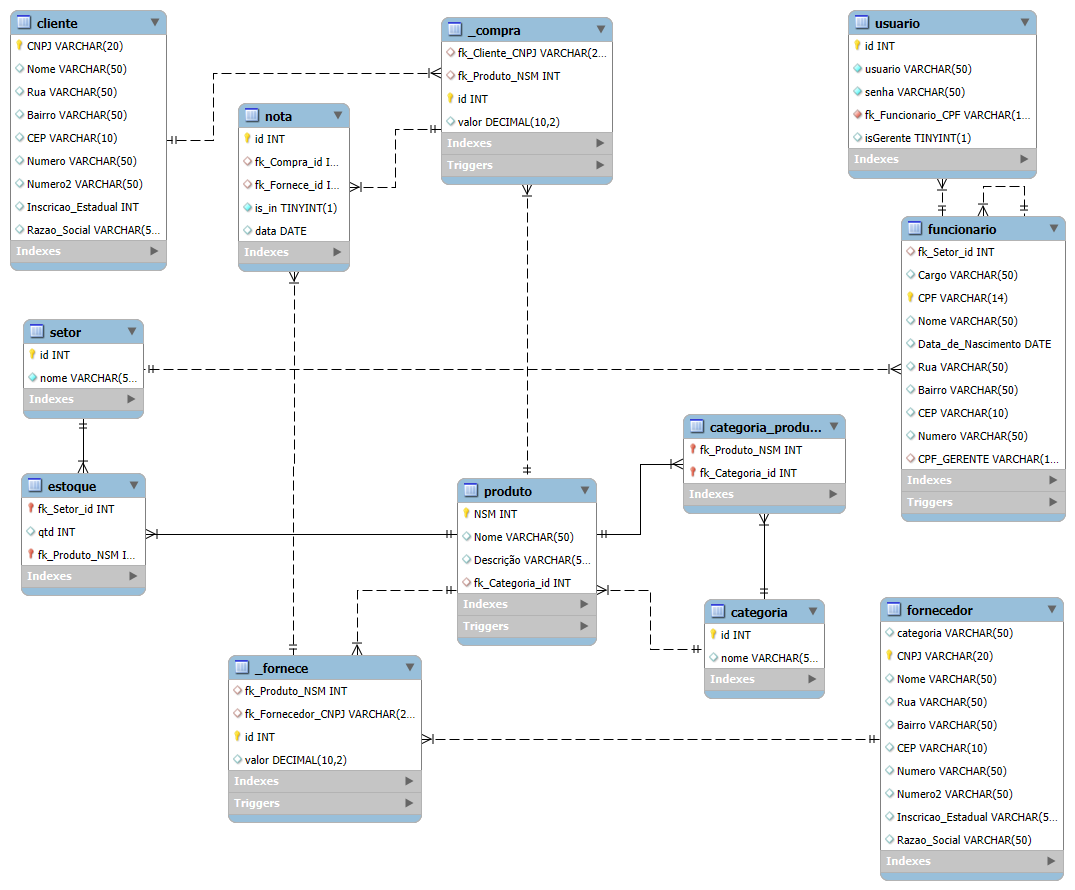 cliente
CNPJ VARCHAR(20)
Nome VARCHAR(50)
Rua VARCHAR(50)
Bairro VARCHAR(50)
CEP VARCHAR(10)
Numero VARCHAR(50)
Numero2 VARCHAR(50)
Inscricao_Estadual INT
Razao_Social VARCHAR(5...
Indexes
nota
id INT
fk_Compra_id I...
fk_Fornece_id I...
is_in TINYINT(1)
data DATE
Indexes
_compra
fk_Cliente_CNPJ VARCHAR(2...
fk_Produto_NSM INT
id INT
valor DECIMAL(10,2)
Indexes
Triggers
usuario
id INT
usuario VARCHAR(50)
senha VARCHAR(50)
fk_Funcionario_CPF VARCHAR(1...
isGerente TINYINT(1)
Indexes
funcionario
fk_Setor_id INT
Cargo VARCHAR(50)
CPF VARCHAR(14)
Nome VARCHAR(50)
Data_de_Nascimento DATE
Rua VARCHAR(50)
Bairro VARCHAR(50)
CEP VARCHAR(10)
Numero VARCHAR(50)
CPF_GERENTE VARCHAR(1...
Indexes
Triggers
setor
id INT
nome VARCHAR(5...
Indexes
estoque
fk_Setor_id INT
qtd INT
fk_Produto_NSM I...
Indexes
produto
NSM INT
Nome VARCHAR(50)
Descrição VARCHAR(5...
fk_Categoria_id INT
Indexes
Triggers
categoria_produ...
fk_Produto_NSM INT
fk_Categoria_id INT
Indexes
categoria
id INT
nome VARCHAR(5...
Indexes
_fornece
fk_Produto_NSM INT
fk_Fornecedor_CNPJ VARCHAR(2...
id INT
valor DECIMAL(10,2)
Indexes
Triggers
fornecedor
categoria VARCHAR(50)
CNPJ VARCHAR(20)
Nome VARCHAR(50)
Rua VARCHAR(50)
Bairro VARCHAR(50)
CEP VARCHAR(10)
Numero VARCHAR(50)
Numero2 VARCHAR(50)
Inscricao_Estadual VARCHAR(5...
Razao_Social VARCHAR(50)
Indexes